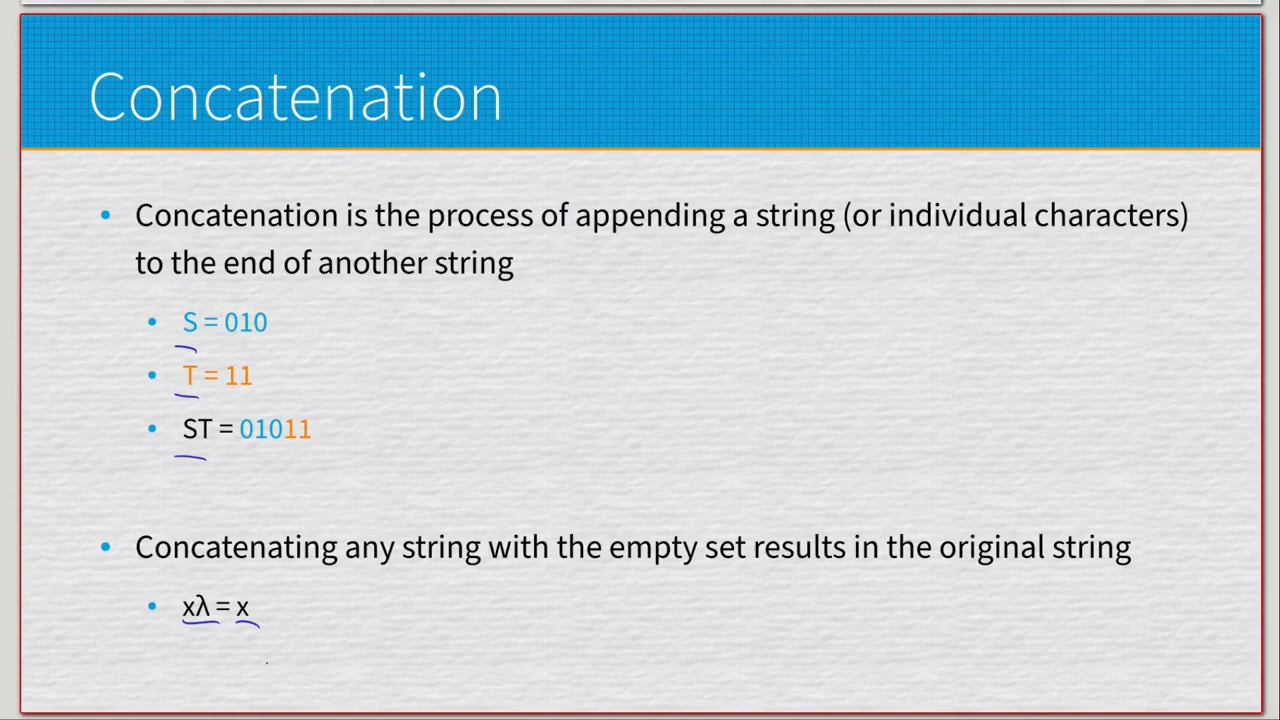 Concatenation
• Concatenation is the process of appending a string (or individual characters)
to the end of another string
• S = 010
• T = 11
• ST = 01011
• Concatenating any string with the empty set results in the original string
• xλ = x